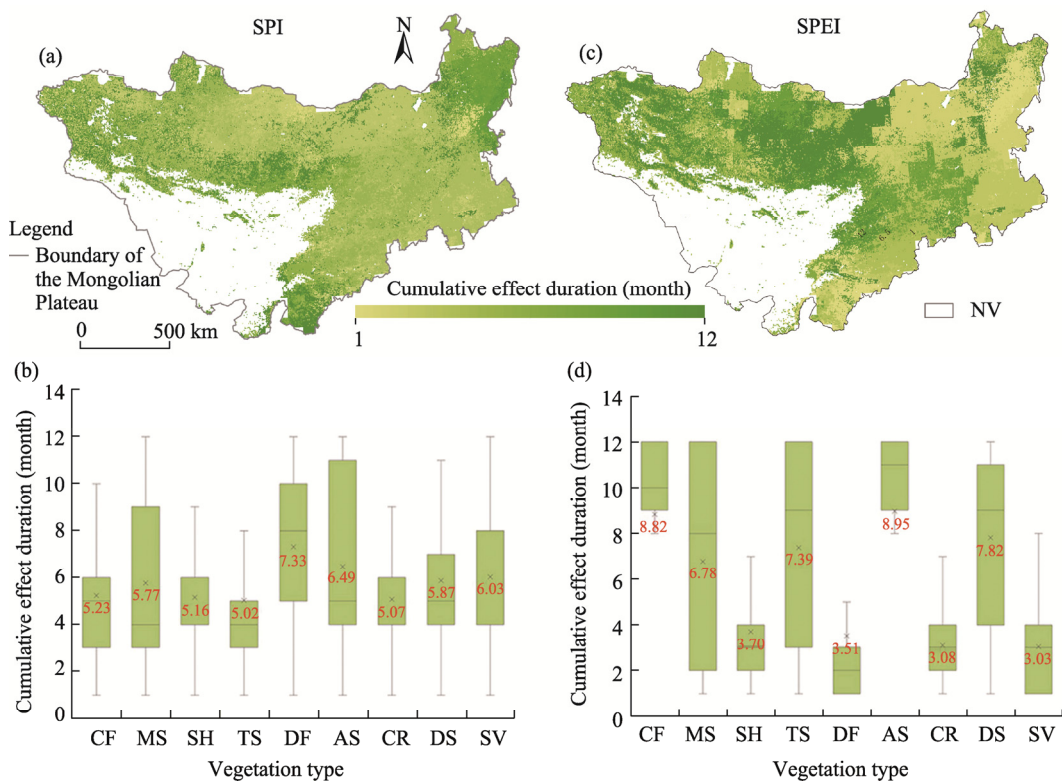 SPI
N
SPEI
(a)
(c)
Legend
Boundary of
the Mongolian
Plateau
0 500 km
Cumulative effect duration (month)
1 12
NV
(b)
Cumulative effect duration (month)
14
12
10
8
6
4
2
0
5.23 5.77 5.16 5.02 7.33 6.49 5.07 5.87 6.03
CF MS SH TS DF AS CR DS SV
Vegetation type
(d)
Cumulative effect duration (month)
14
12
10
8
6
4
2
0
8.82 6.78 3.70 7.39 3.51 8.95 3.08 7.82 3.03
CF MS SH TS DF AS CR DS SV
Vegetation type